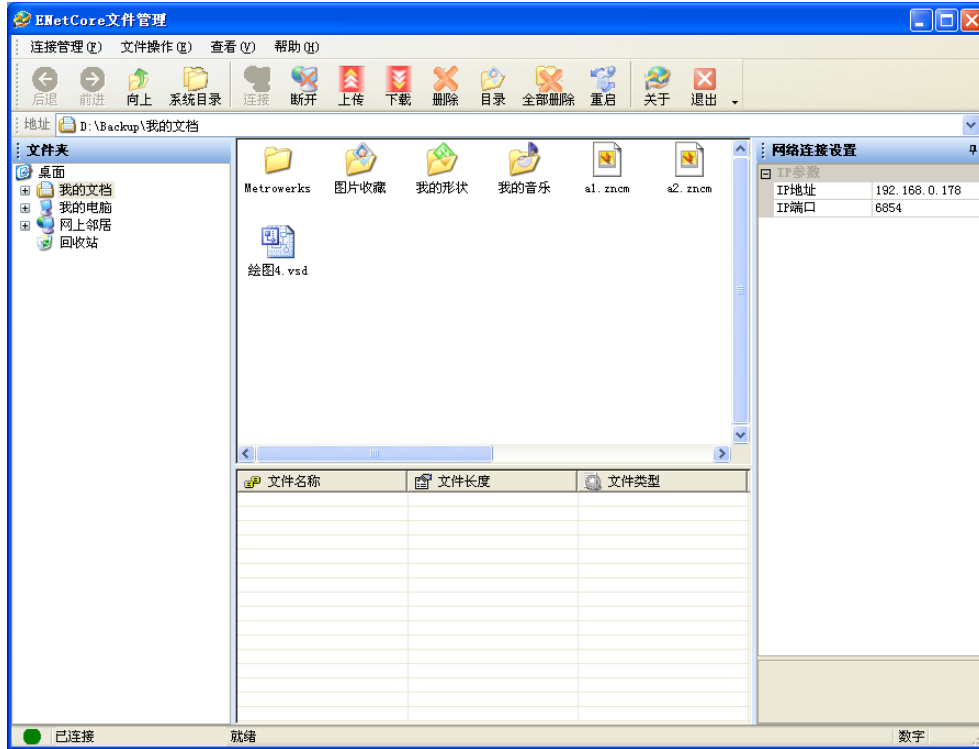 ENetCore文件管理
连接管理(F) 文件操作(E) 查看(V) 帮助(H)
后退 前进 向上 系统目录 连接 断开 上传 下载 删除 目录 全部删除 重启 关于 退出
地址 D:\Backup\我的文档
文件夹
桌面
我的文档
我的电脑
网上邻居
回收站
Metrowerks 图片收藏 我的形状 我的音乐 a1.zncm a2.zncm
绘图4.vsd
文件名称 文件长度 文件类型
网络连接设置
IP参数
IP地址 192.168.0.178
IP端口 6854
已连接 就绪 数字